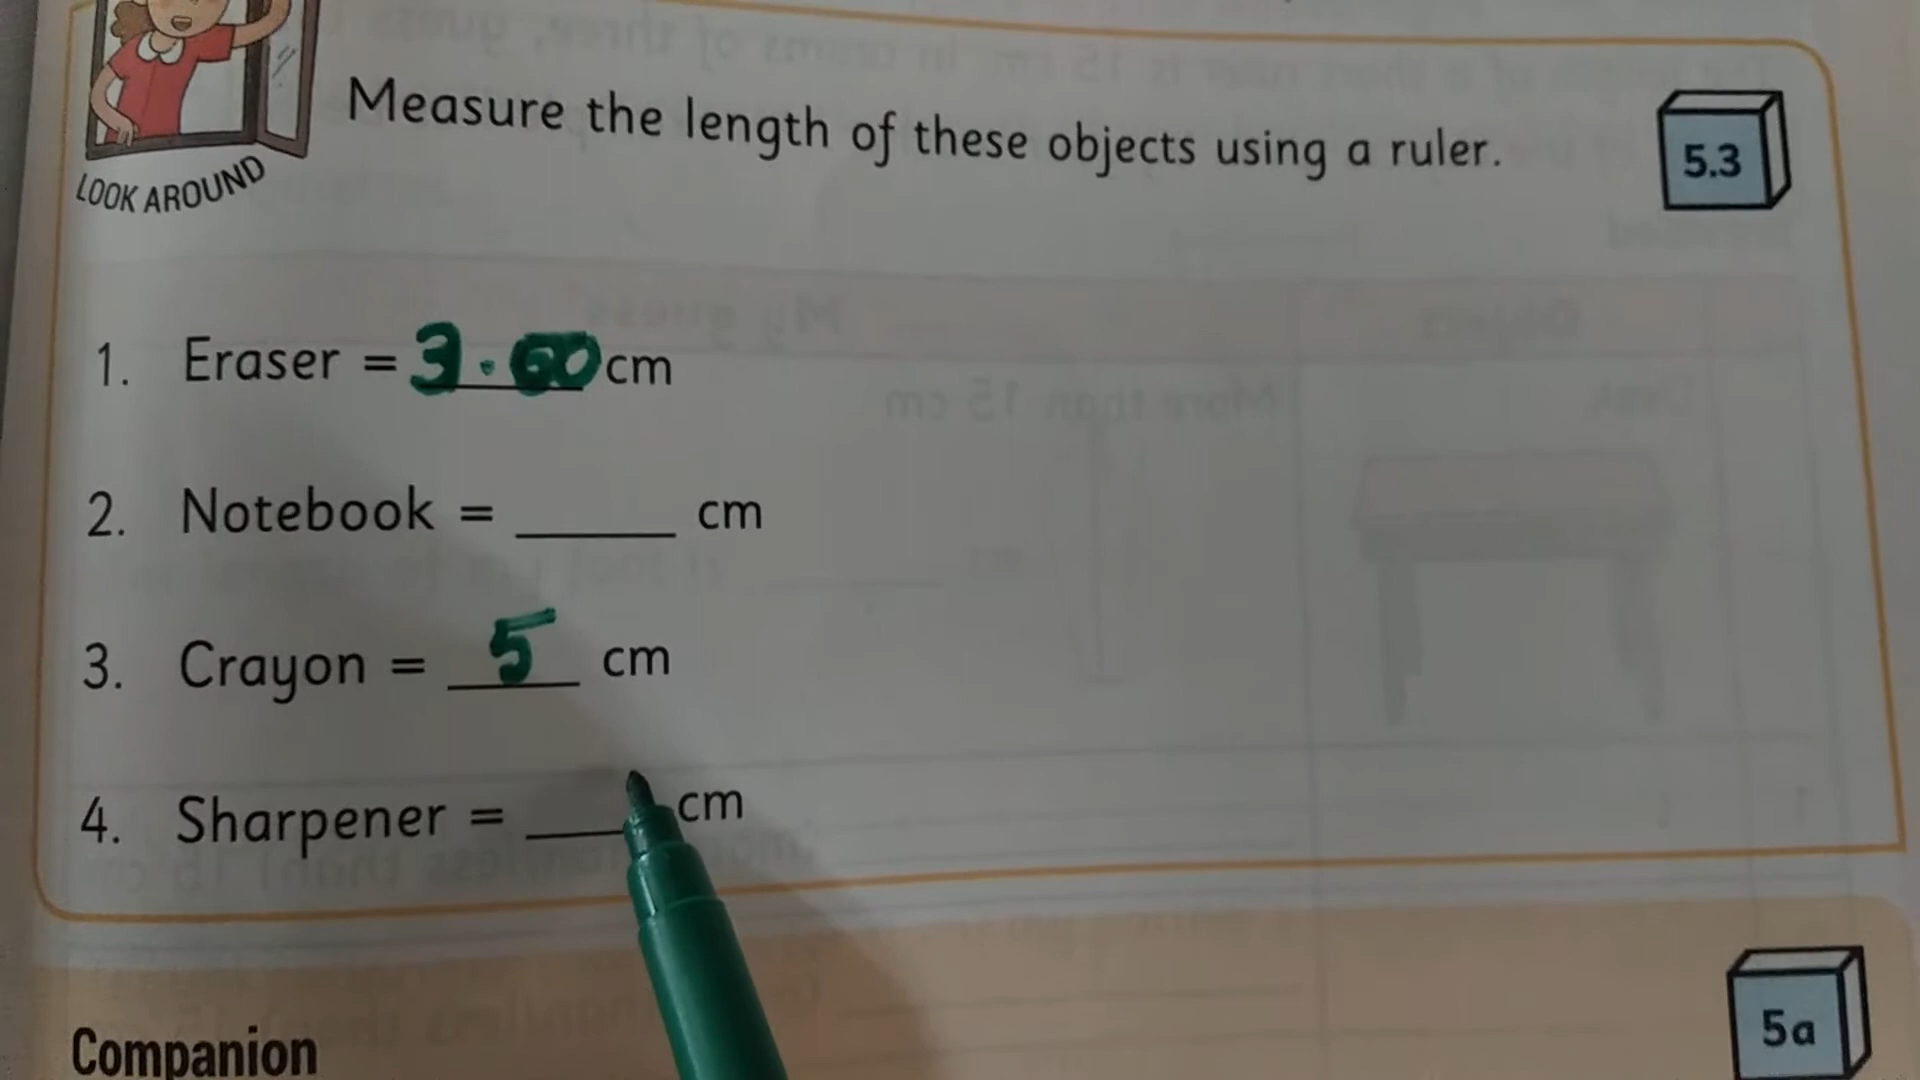 LOOK AROUND
Measure the length of these objects using a ruler.
5.3
1. Eraser = 3.60 cm
2. Notebook = ______ cm
3. Crayon = 5 cm
4. Sharpener = ____ cm
Companion
5a